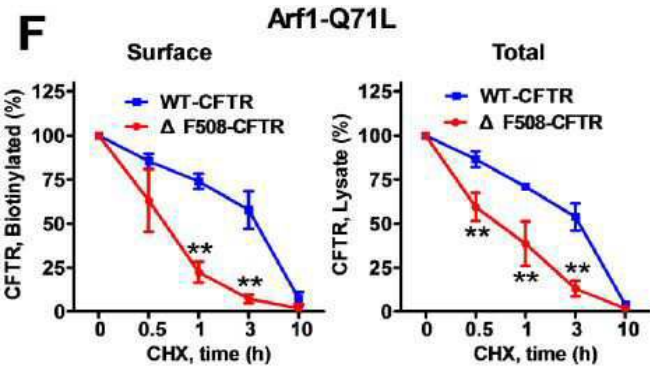 F
Arf1-Q71L
Surface
CFTR, Biotinylated (%)
125
100
75
50
25
0
WT-CFTR
Δ F508-CFTR
**
**
0 0.5 1 3 10
CHX, time (h)
Total
CFTR, Lysate (%)
125
100
75
50
25
0
WT-CFTR
Δ F508-CFTR
**
**
**
0 0.5 1 3 10
CHX, time (h)